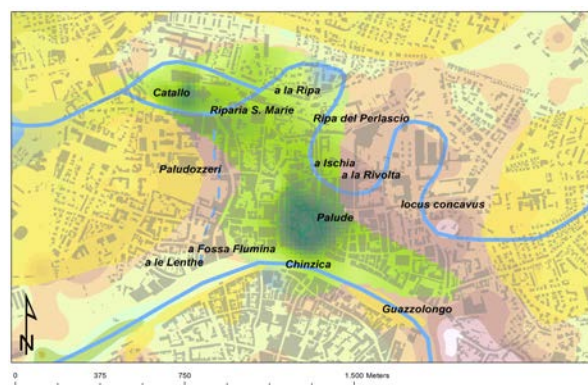 Catallo
a la Ripa
Riparia S. Marie
Ripa del Perlascio
a Ischia
Paludozzeri
a la Rivolta
locus concavus
Palude
a Fossa Flumina
a le Lenthe
Chinzica
Guazzolongo
N
0 375 750 1.500 Meters